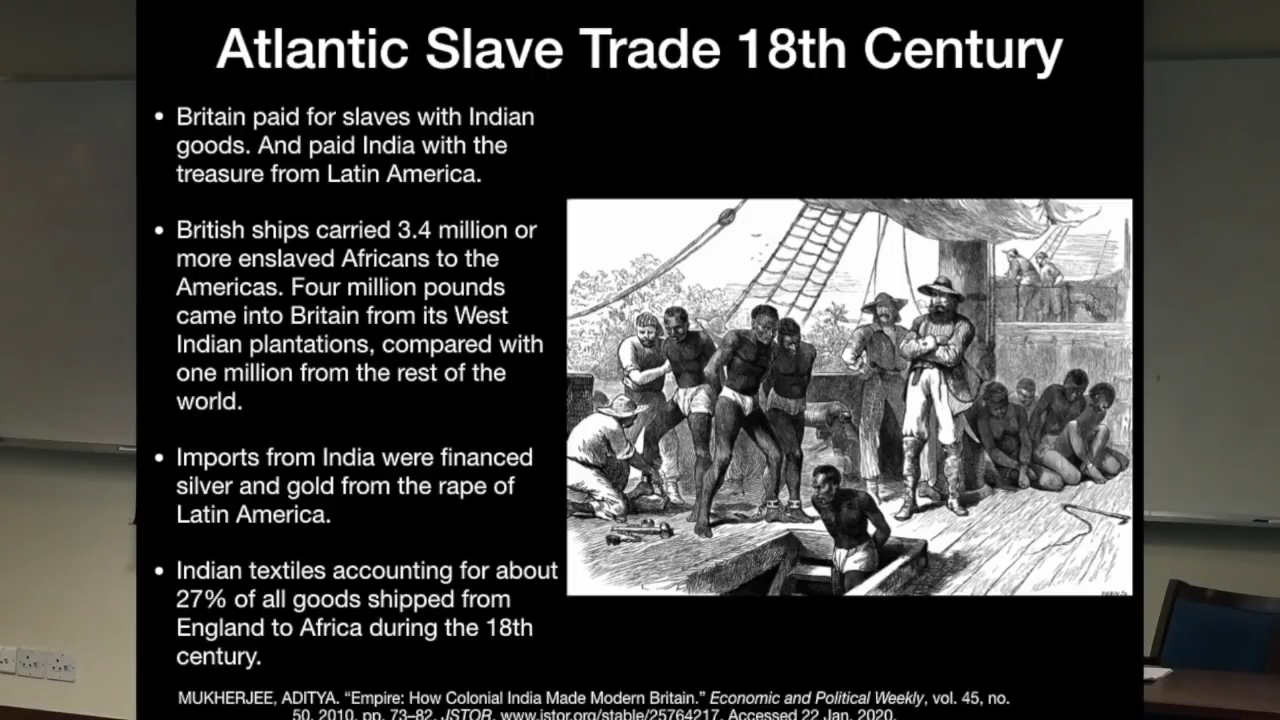 Atlantic Slave Trade 18th Century
• Britain paid for slaves with Indian
goods. And paid India with the
treasure from Latin America.
• British ships carried 3.4 million or
more enslaved Africans to the
Americas. Four million pounds
came into Britain from its West
Indian plantations, compared with
one million from the rest of the
world.
• Imports from India were financed
silver and gold from the rape of
Latin America.
• Indian textiles accounting for about
27% of all goods shipped from
England to Africa during the 18th
century.
MUKHERJEE, ADITYA. “Empire: How Colonial India Made Modern Britain.” Economic and Political Weekly, vol. 45, no.
50, 2010, pp. 73–82. JSTOR, www.jstor.org/stable/25764217. Accessed 22 Jan. 2020.